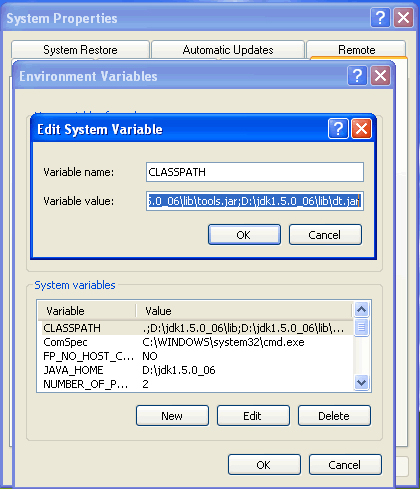 System Properties
System Restore Automatic Updates Remote
Environment Variables
Edit System Variable
Variable name: CLASSPATH
Variable value: 5.0_06\lib\tools.jar;D:\jdk1.5.0_06\lib\dt.jar
OK Cancel
System variables
Variable Value
CLASSPATH .;D:\jdk1.5.0_06\lib;D:\jdk1.5.0_06\lib\...
ComSpec C:\WINDOWS\system32\cmd.exe
FP_NO_HOST_C... NO
JAVA_HOME D:\jdk1.5.0_06
NUMBER_OF_P... 2
New Edit Delete
OK Cancel